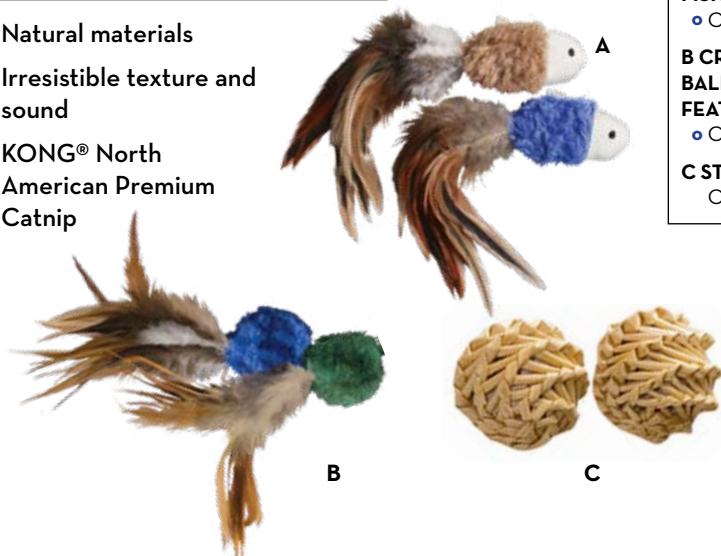 Natural materials
Irresistible texture and
sound
KONG® North
American Premium
Catnip
A
B
C
B CR
BAL
FEAT
C
C ST
C